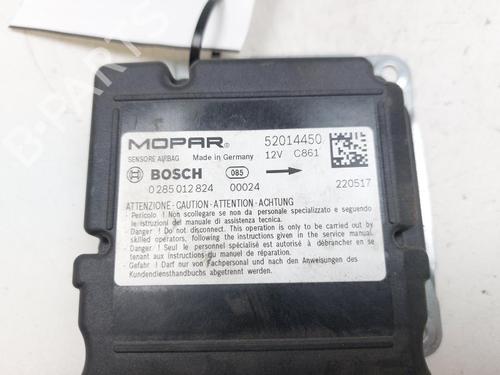 MOPAR® 52014450
SENSORE AIRBAG Made in Germany 12V C861
BOSCH 085
0 285 012 824 00024 220517
ATTENZIONE - CAUTION - ATTENTION - ACHTUNG
- Pericolo ! Non scollegare se non da personale specializzato e seguendo
le istruzioni del manuale di assistenza tecnica.
- Danger ! Do not disconnect. This operation is only to be carried out by
skilled operators, following the instructions given in the service manual.
- Danger ! Seul le personnel spécialisé est autorisé à débrancher en se
tenant aux instructions du manuel de réparation.
- Gefahr ! Darf nur von Fachpersonal und nach den Anweisungen des
Kundendiensthandbuchs abgetrennt werden.